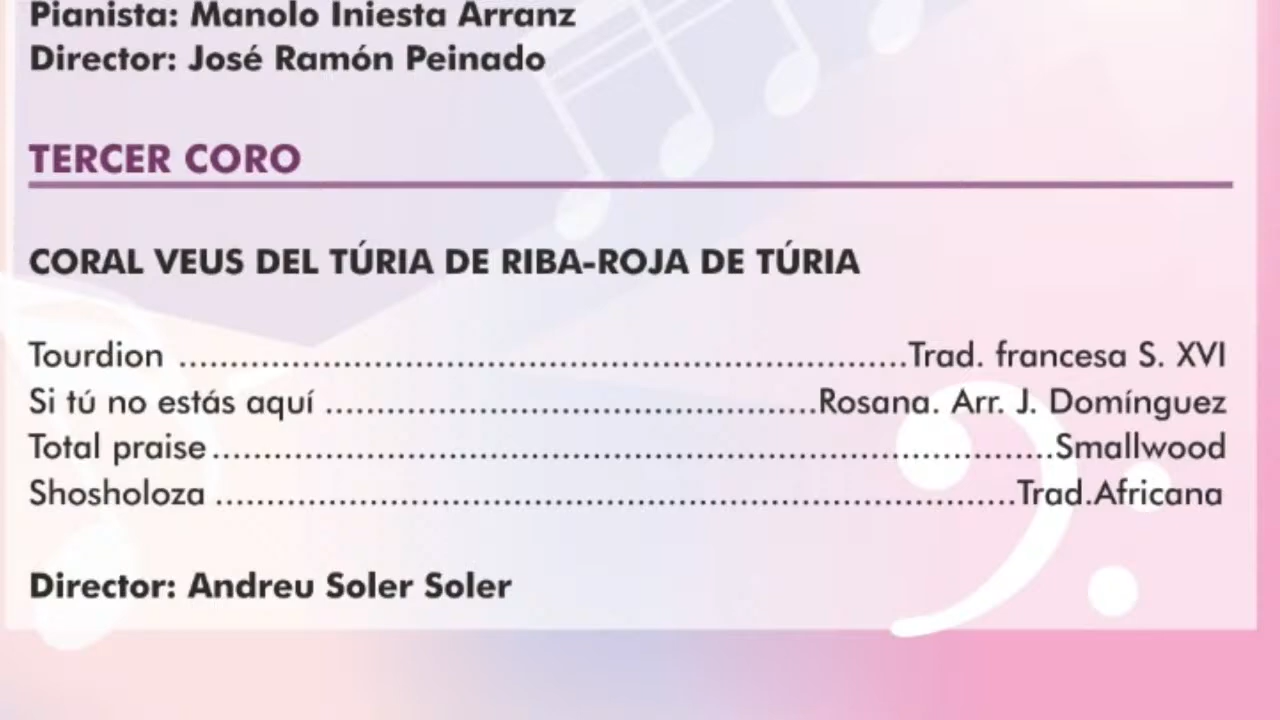 Pianista: Manolo Iniesta Arranz
Director: José Ramón Peinado
TERCER CORO
CORAL VEUS DEL TÚRIA DE RIBA-ROJA DE TÚRIA
Tourdion ........................................................................Trad. francesa S. XVI
Si tú no estás aquí ................................................Rosana. Arr. J. Domínguez
Total praise...................................................................................Smallwood
Shosholoza ...............................................................................Trad.Africana
Director: Andreu Soler Soler